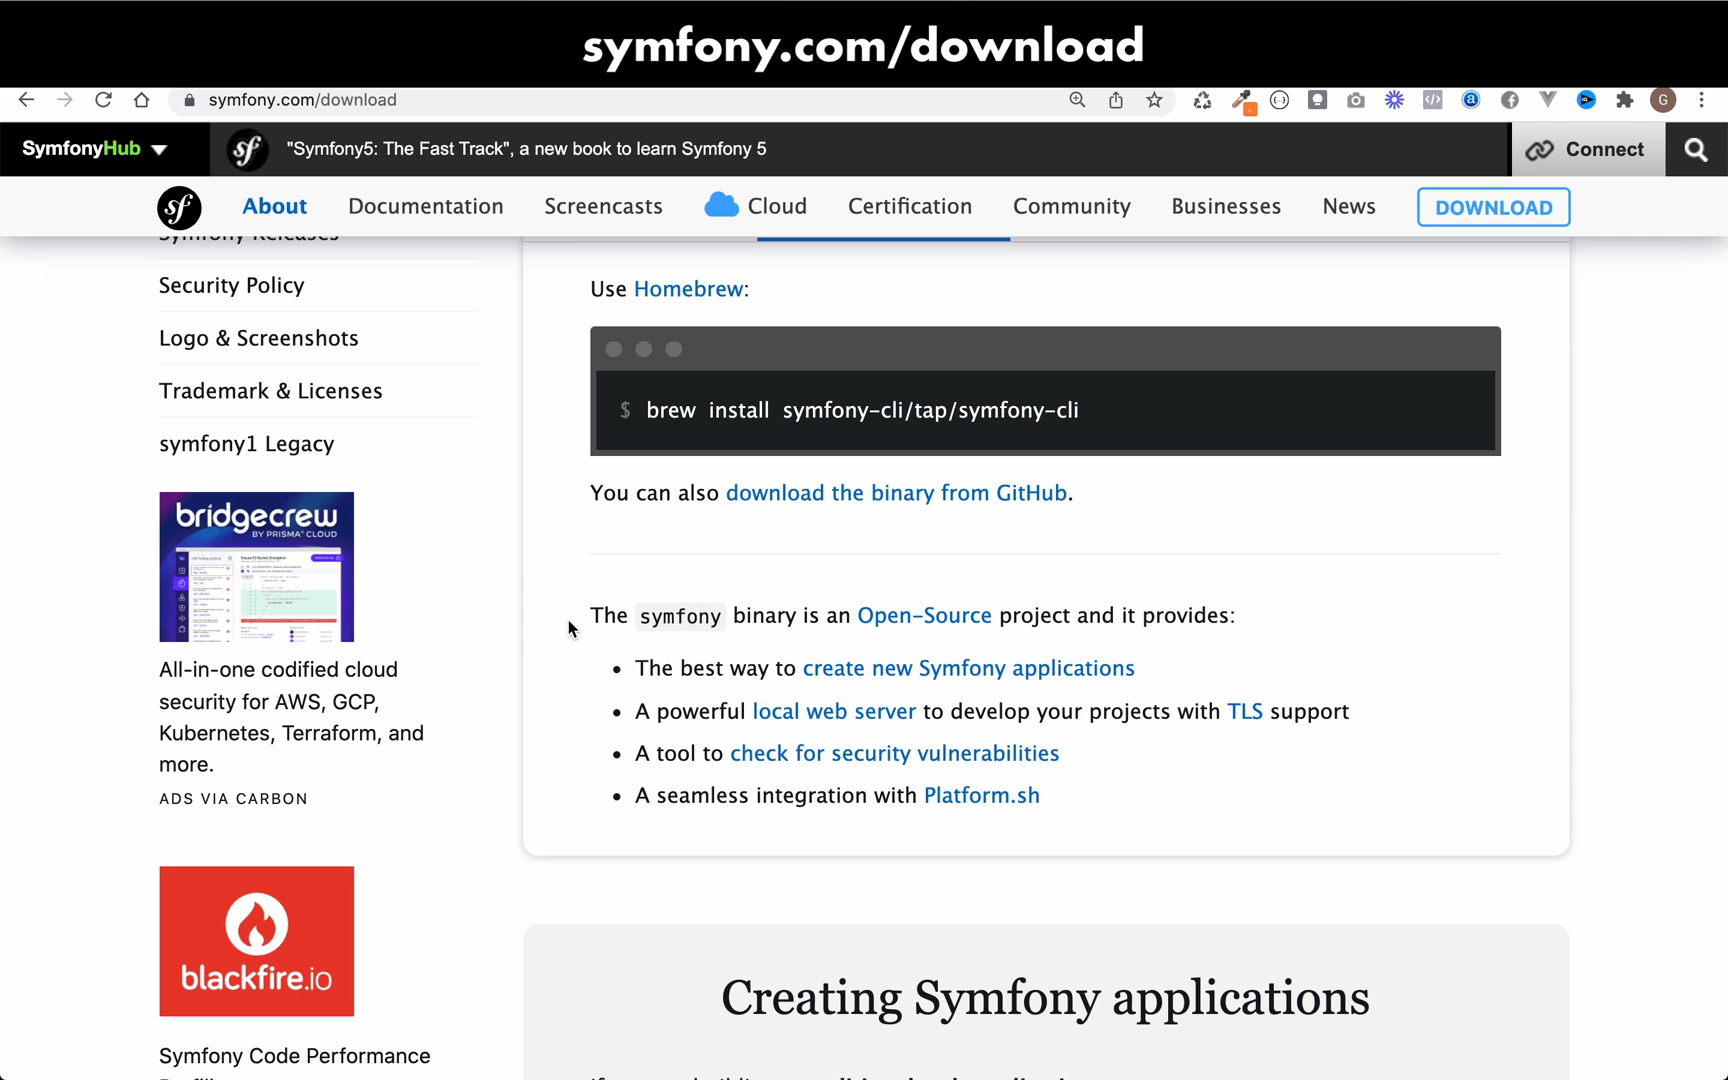 symfony.com/download
symfony.com/download
SymfonyHub
"Symfony5: The Fast Track", a new book to learn Symfony 5
Connect
About
Documentation
Screencasts
Cloud
Certification
Community
Businesses
News
DOWNLOAD
Symfony Releases
Security Policy
Logo & Screenshots
Trademark & Licenses
symfony1 Legacy
bridgecrew
BY PRISMA® CLOUD
All-in-one codified cloud
security for AWS, GCP,
Kubernetes, Terraform, and
more.
ADS VIA CARBON
blackfire.io
Symfony Code Performance
Use Homebrew:
$ brew install symfony-cli/tap/symfony-cli
You can also download the binary from GitHub.
The symfony binary is an Open-Source project and it provides:
• The best way to create new Symfony applications
• A powerful local web server to develop your projects with TLS support
• A tool to check for security vulnerabilities
• A seamless integration with Platform.sh
Creating Symfony applications